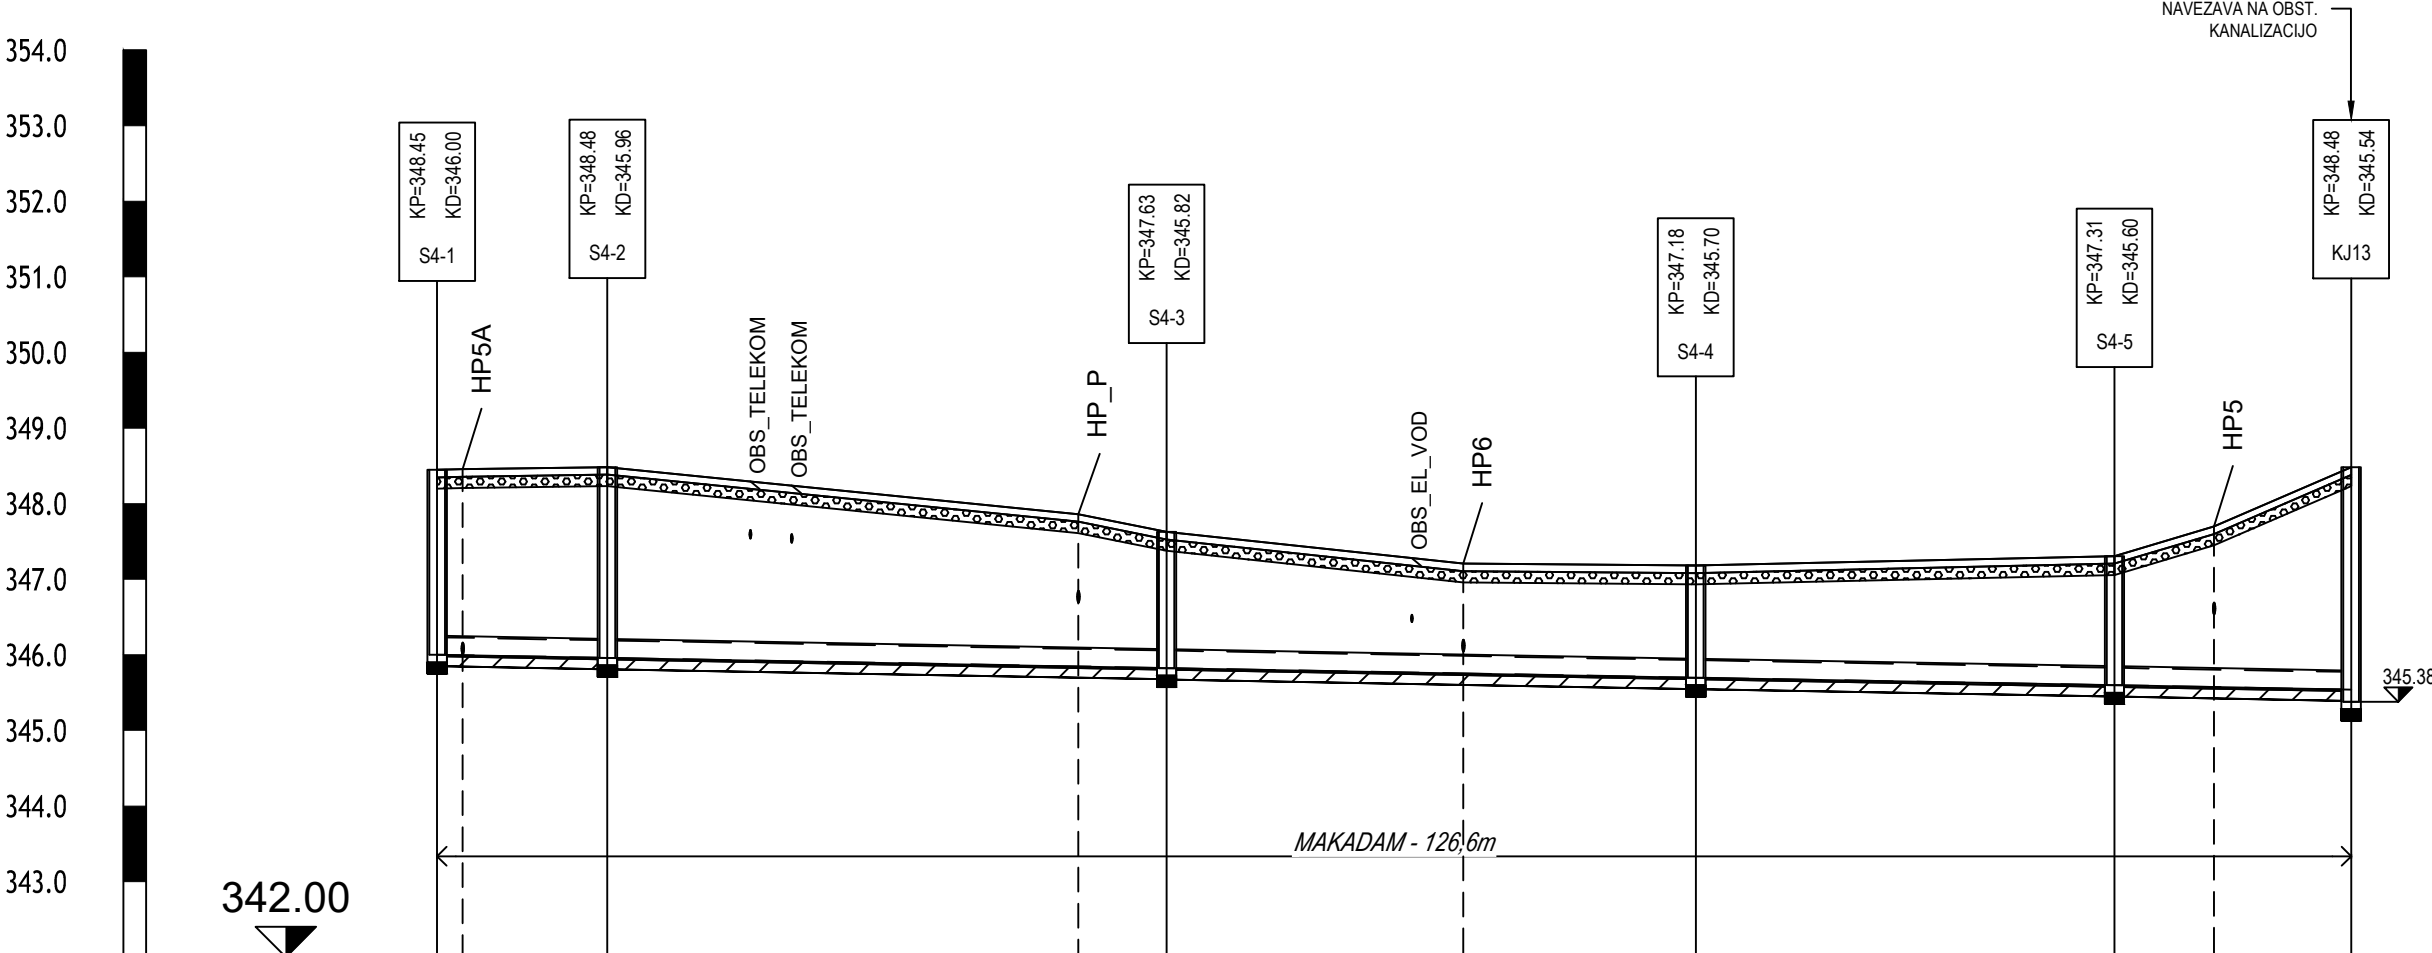 NAVEZAVA NA OBST.
KANALIZACIJO
354.0
353.0
352.0
351.0
350.0
349.0
348.0
347.0
346.0
345.0
344.0
343.0
342.00
KP=348.45
KD=346.00
S4-1
HP5A
KP=348.48
KD=345.96
S4-2
OBS_TELEKOM
OBS_TELEKOM
HP_P
KP=347.63
KD=345.82
S4-3
OBS_EL_VOD
HP6
KP=347.18
KD=345.70
S4-4
KP=347.31
KD=345.60
S4-5
HP5
KP=348.48
KD=345.54
KJ13
345.38
MAKADAM - 126,6m